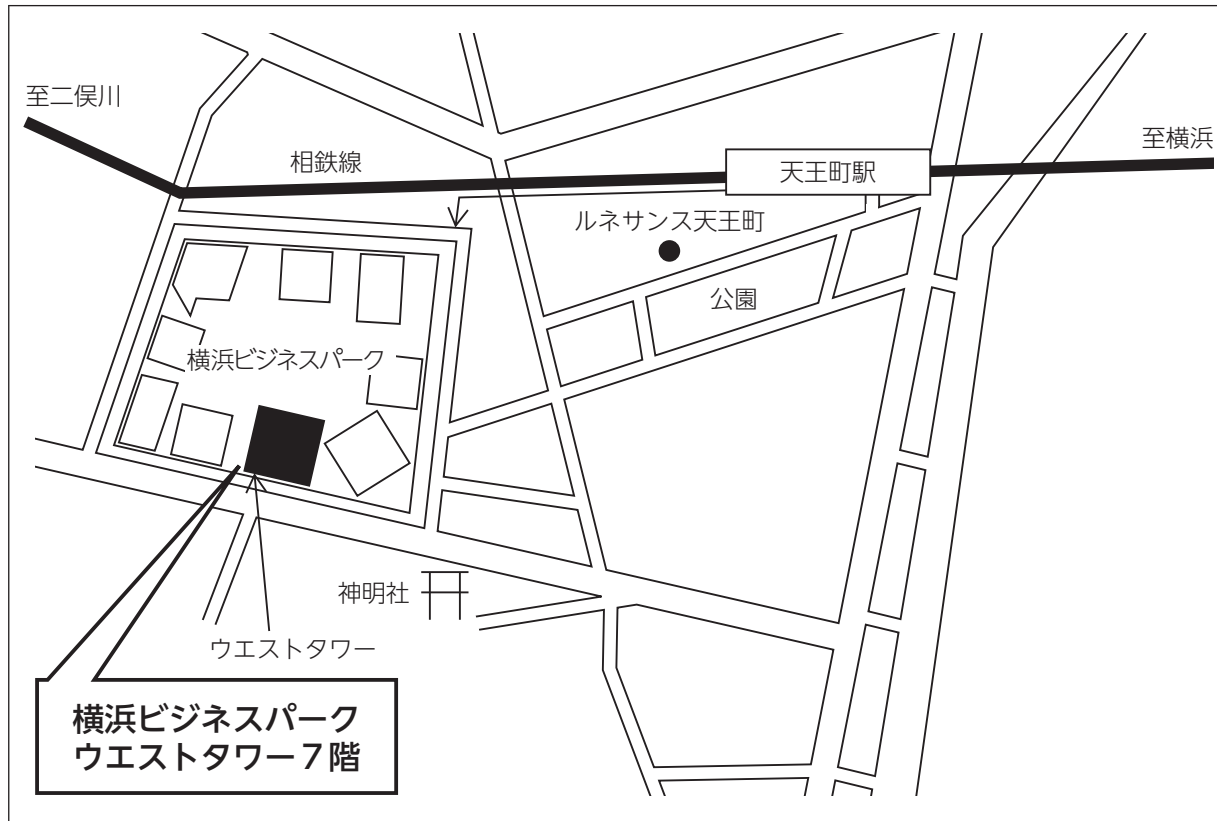 至二俣川
相鉄線
天王町駅
至横浜
ルネサンス天王町
公園
横浜ビジネスパーク
神明社
ウエストタワー
横浜ビジネスパーク
ウエストタワー7階